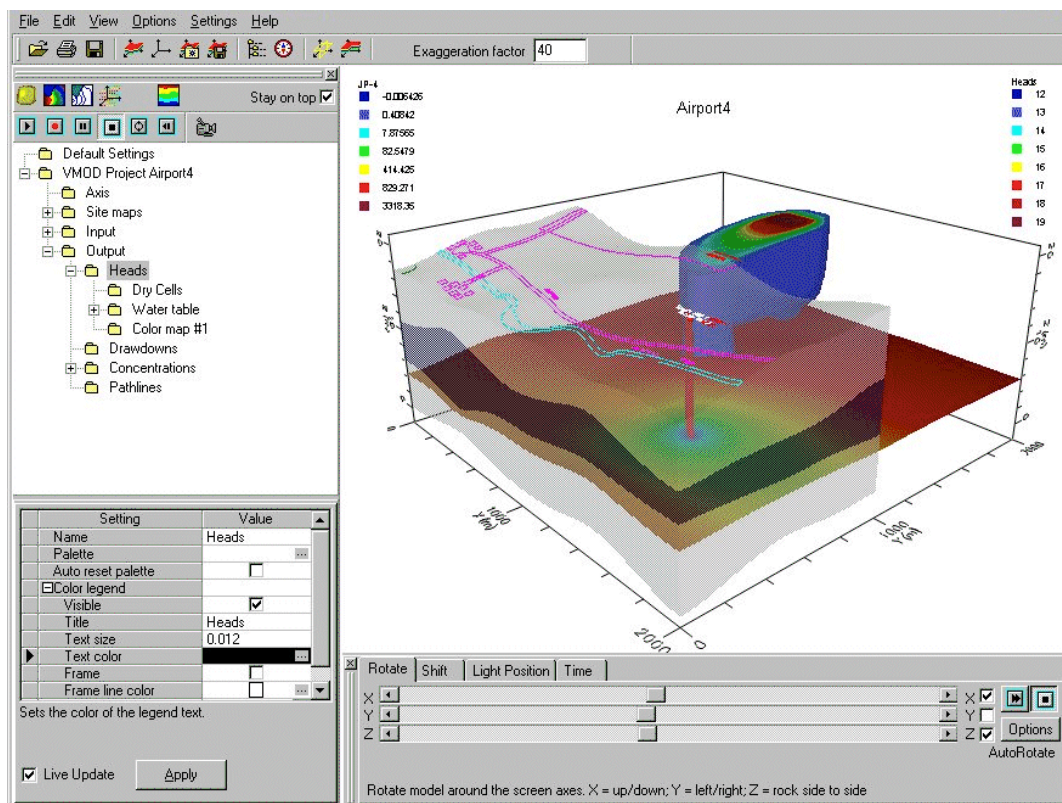 File Edit View Options Settings Help
Exaggeration factor 40
Stay on top
Default Settings
VMOD Project Airport4
Axis
Site maps
Input
Output
Heads
Dry Cells
Water table
Color map #1
Drawdowns
Concentrations
Pathlines
Setting Value
Name Heads
Palette ...
Auto reset palette
Color legend
Visible
Title Heads
Text size 0.012
Text color ...
Frame
Frame line color ...
Sets the color of the legend text.
Live Update Apply
JP-4
-0.006426
0.40842
7.87565
82.5479
414.425
829.271
3318.36
Airport4
Heads
12
13
14
15
16
17
18
19
0
1000
X (m)
2000
0
1000
Y (m)
2000
Rotate Shift Light Position Time
X X
Y Y
Z Z
Options
AutoRotate
Rotate model around the screen axes. X = up/down; Y = left/right; Z = rock side to side